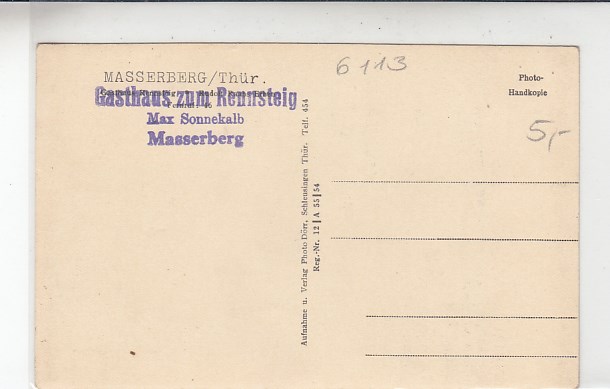 MASSERBERG/Thür.
Gasthaus zum Rennsteig
Max Sonnekalb
Masserberg
6113
Photo-
Handkopie
5,-
Aufnahme u. Verlag Photo Dörr, Schleusingen Thür. Telf. 454
Reg.-Nr. 12 | A 55 | 54